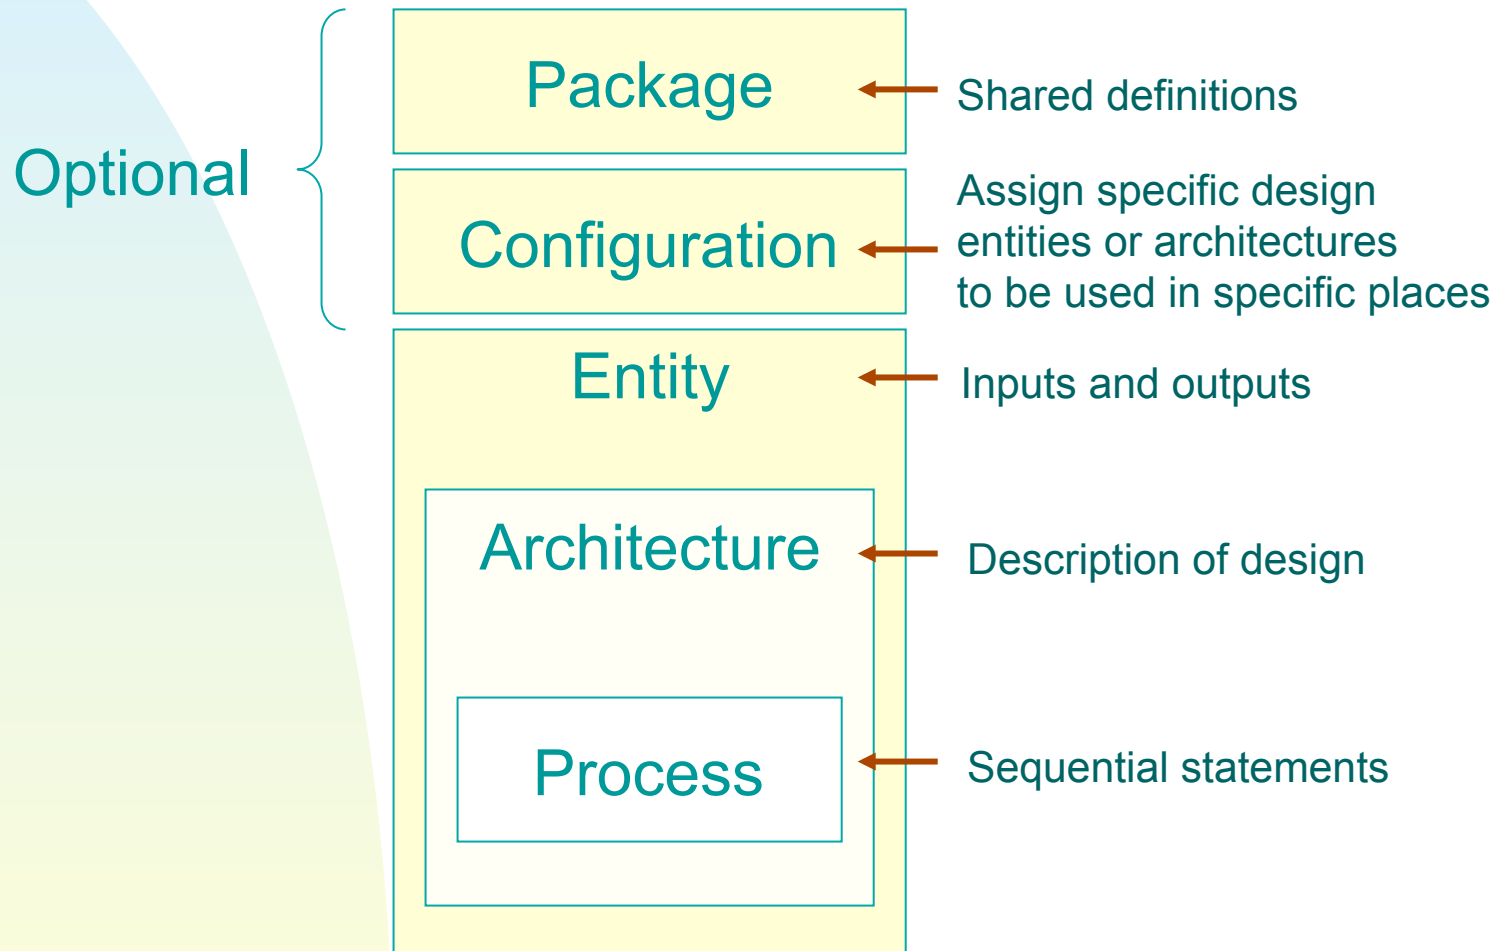 Optional
Package
Shared definitions
Configuration
Assign specific design
entities or architectures
to be used in specific places
Entity
Inputs and outputs
Architecture
Description of design
Process
Sequential statements